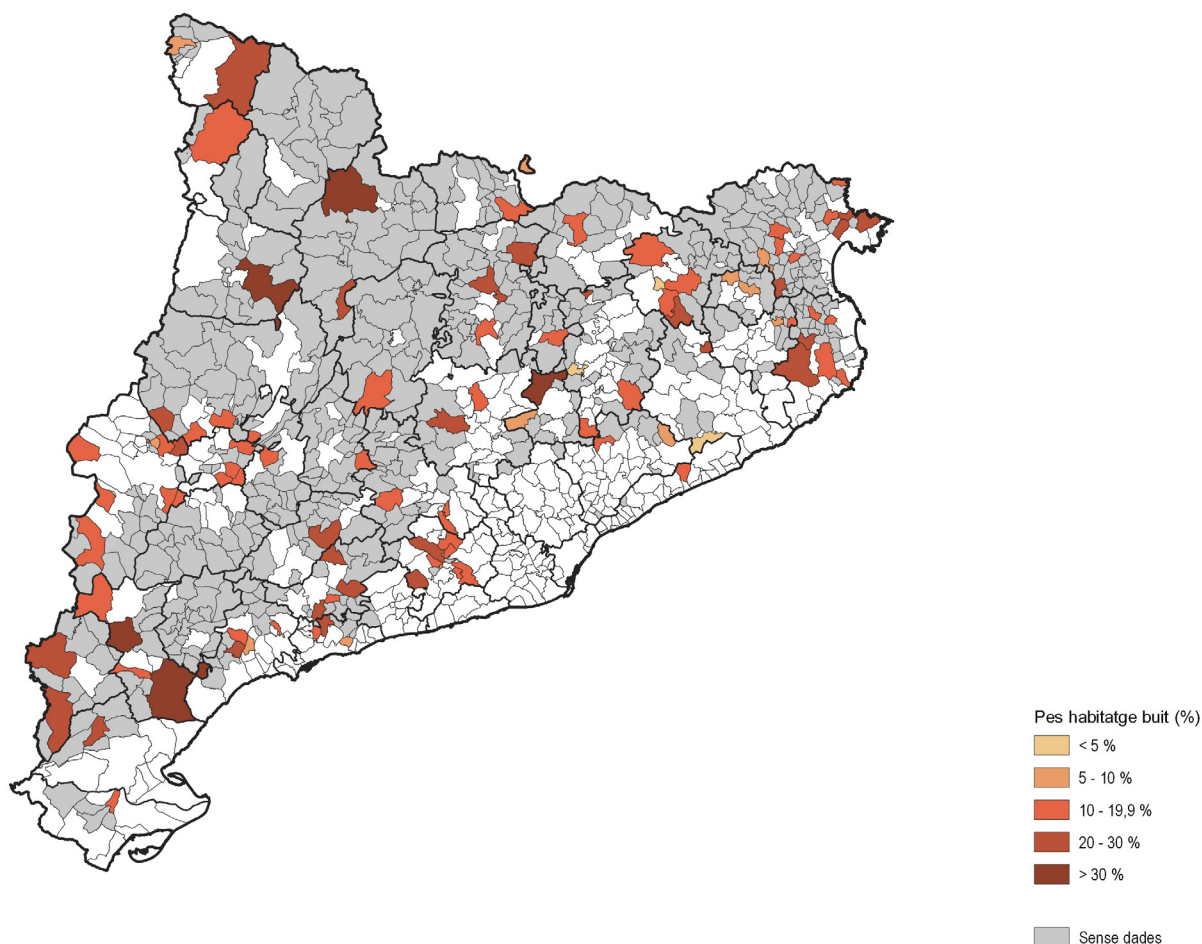 Pes habitatge buit (%)
< 5 %
5 - 10 %
10 - 19,9 %
20 - 30 %
> 30 %
Sense dades